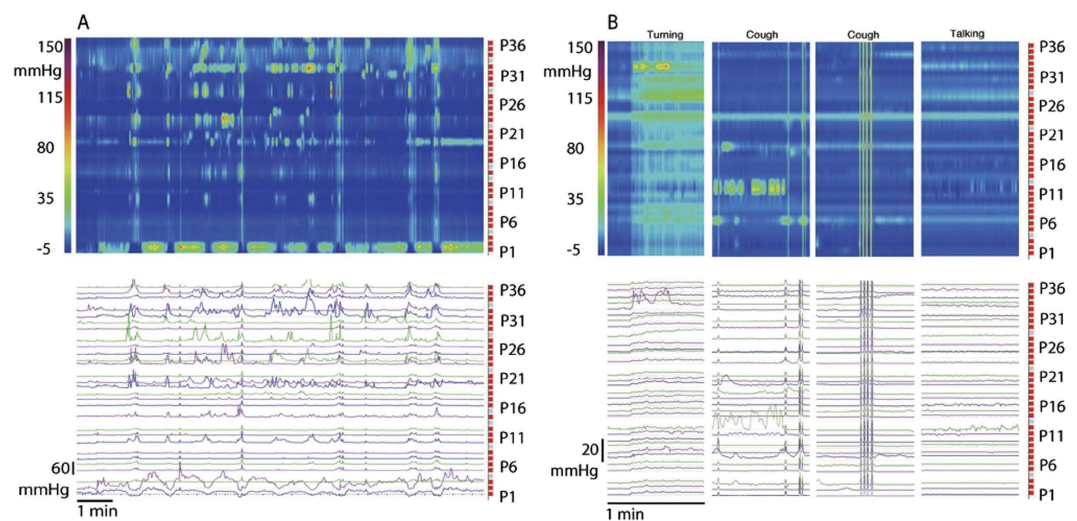 A
150
mmHg
115
80
35
-5
P36
P31
P26
P21
P16
P11
P6
P1
60
mmHg
1 min
P36
P31
P26
P21
P16
P11
P6
P1
B
Turning
Cough
Cough
Talking
150
mmHg
115
80
35
-5
P36
P31
P26
P21
P16
P11
P6
P1
20
mmHg
1 min
P36
P31
P26
P21
P16
P11
P6
P1